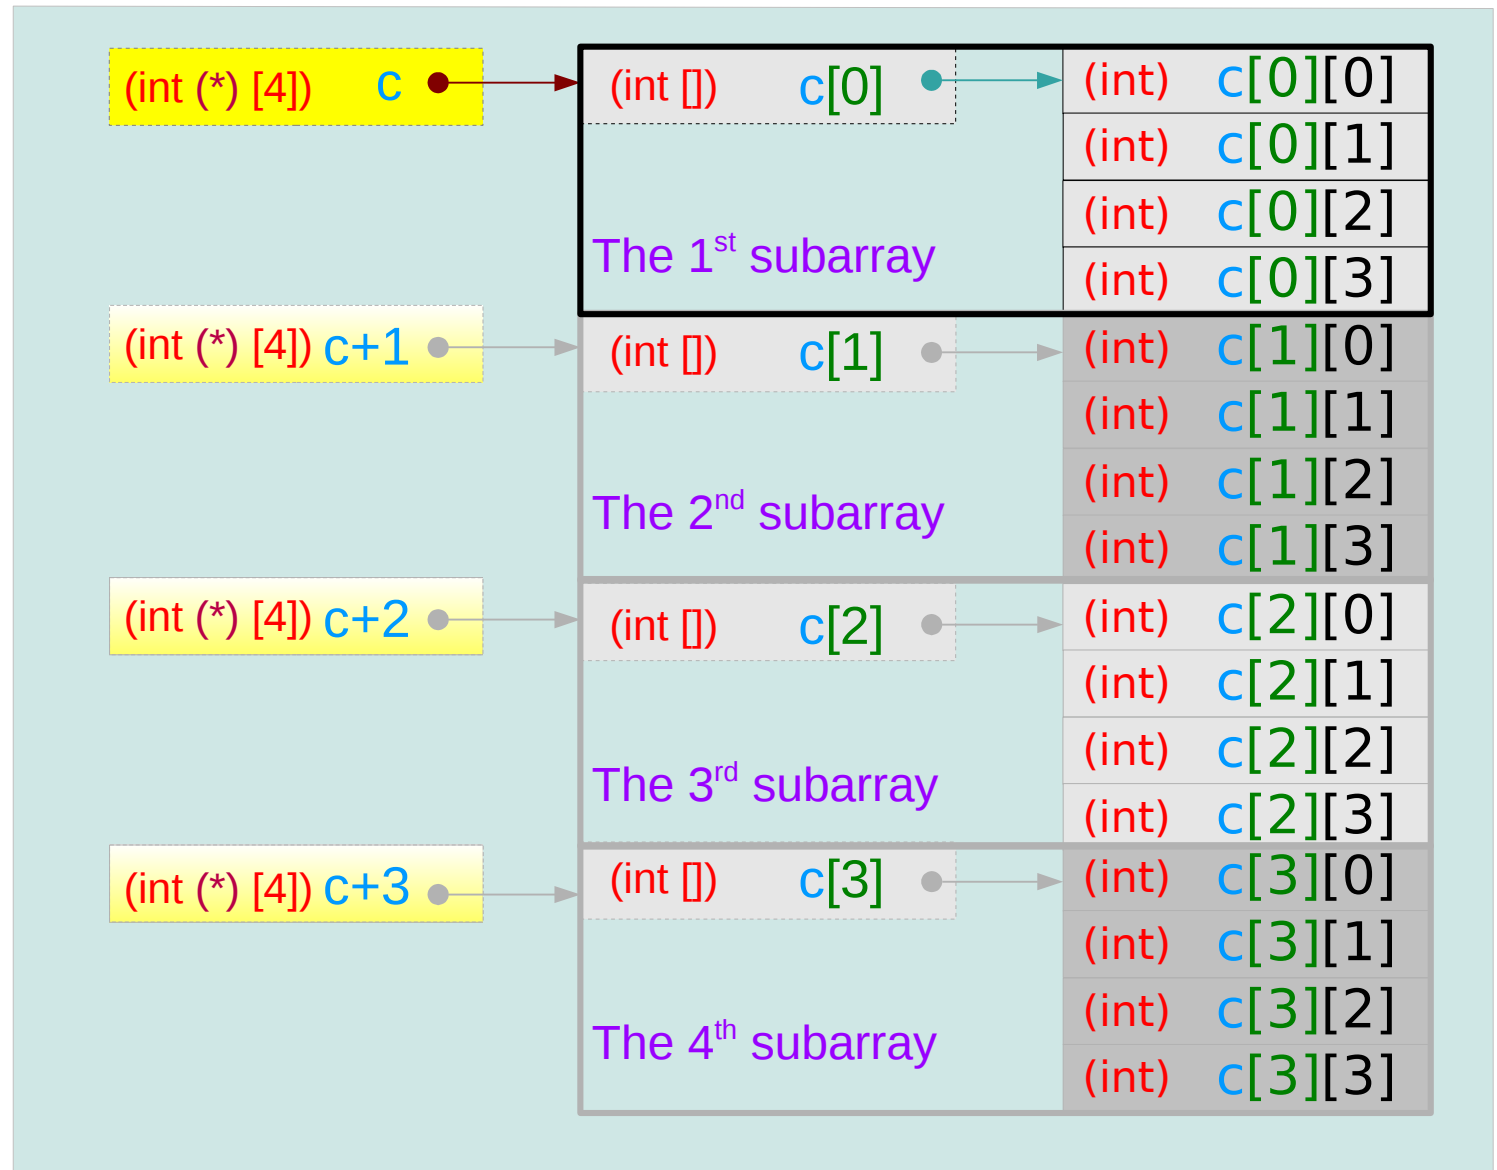 (int (*) [4]) c (int []) c[0] (int) c[0][0]
(int) c[0][1]
(int) c[0][2]
The 1st subarray
(int) c[0][3]
(int (*) [4]) c+1 (int []) c[1] (int) c[1][0]
(int) c[1][1]
(int) c[1][2]
The 2nd subarray
(int) c[1][3]
(int (*) [4]) c+2 (int []) c[2] (int) c[2][0]
(int) c[2][1]
(int) c[2][2]
The 3rd subarray
(int) c[2][3]
(int (*) [4]) c+3 (int []) c[3] (int) c[3][0]
(int) c[3][1]
(int) c[3][2]
The 4th subarray
(int) c[3][3]